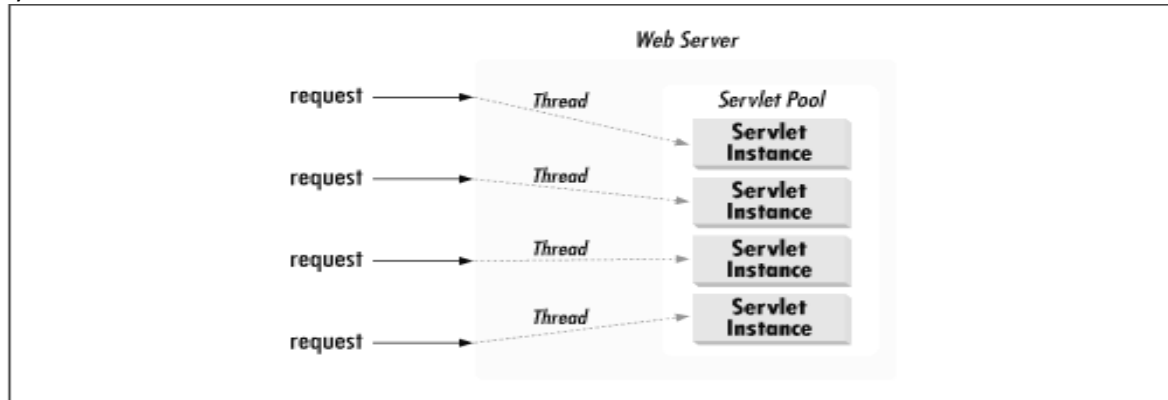 Web Server
request
Thread
Servlet Pool
Servlet
Instance
request
Thread
Servlet
Instance
request
Thread
Servlet
Instance
request
Thread
Servlet
Instance